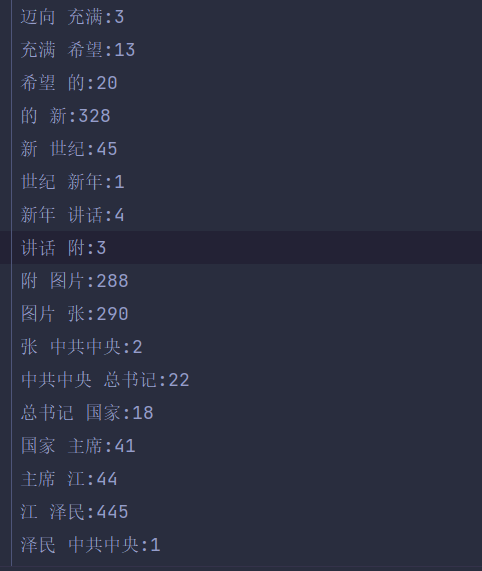 迈向 充满:3
充满 希望:13
希望 的:20
的 新:328
新 世纪:45
世纪 新年:1
新年 讲话:4
讲话 附:3
附 图片:288
图片 张:290
张 中共中央:2
中共中央 总书记:22
总书记 国家:18
国家 主席:41
主席 江:44
江 泽民:445
泽民 中共中央:1